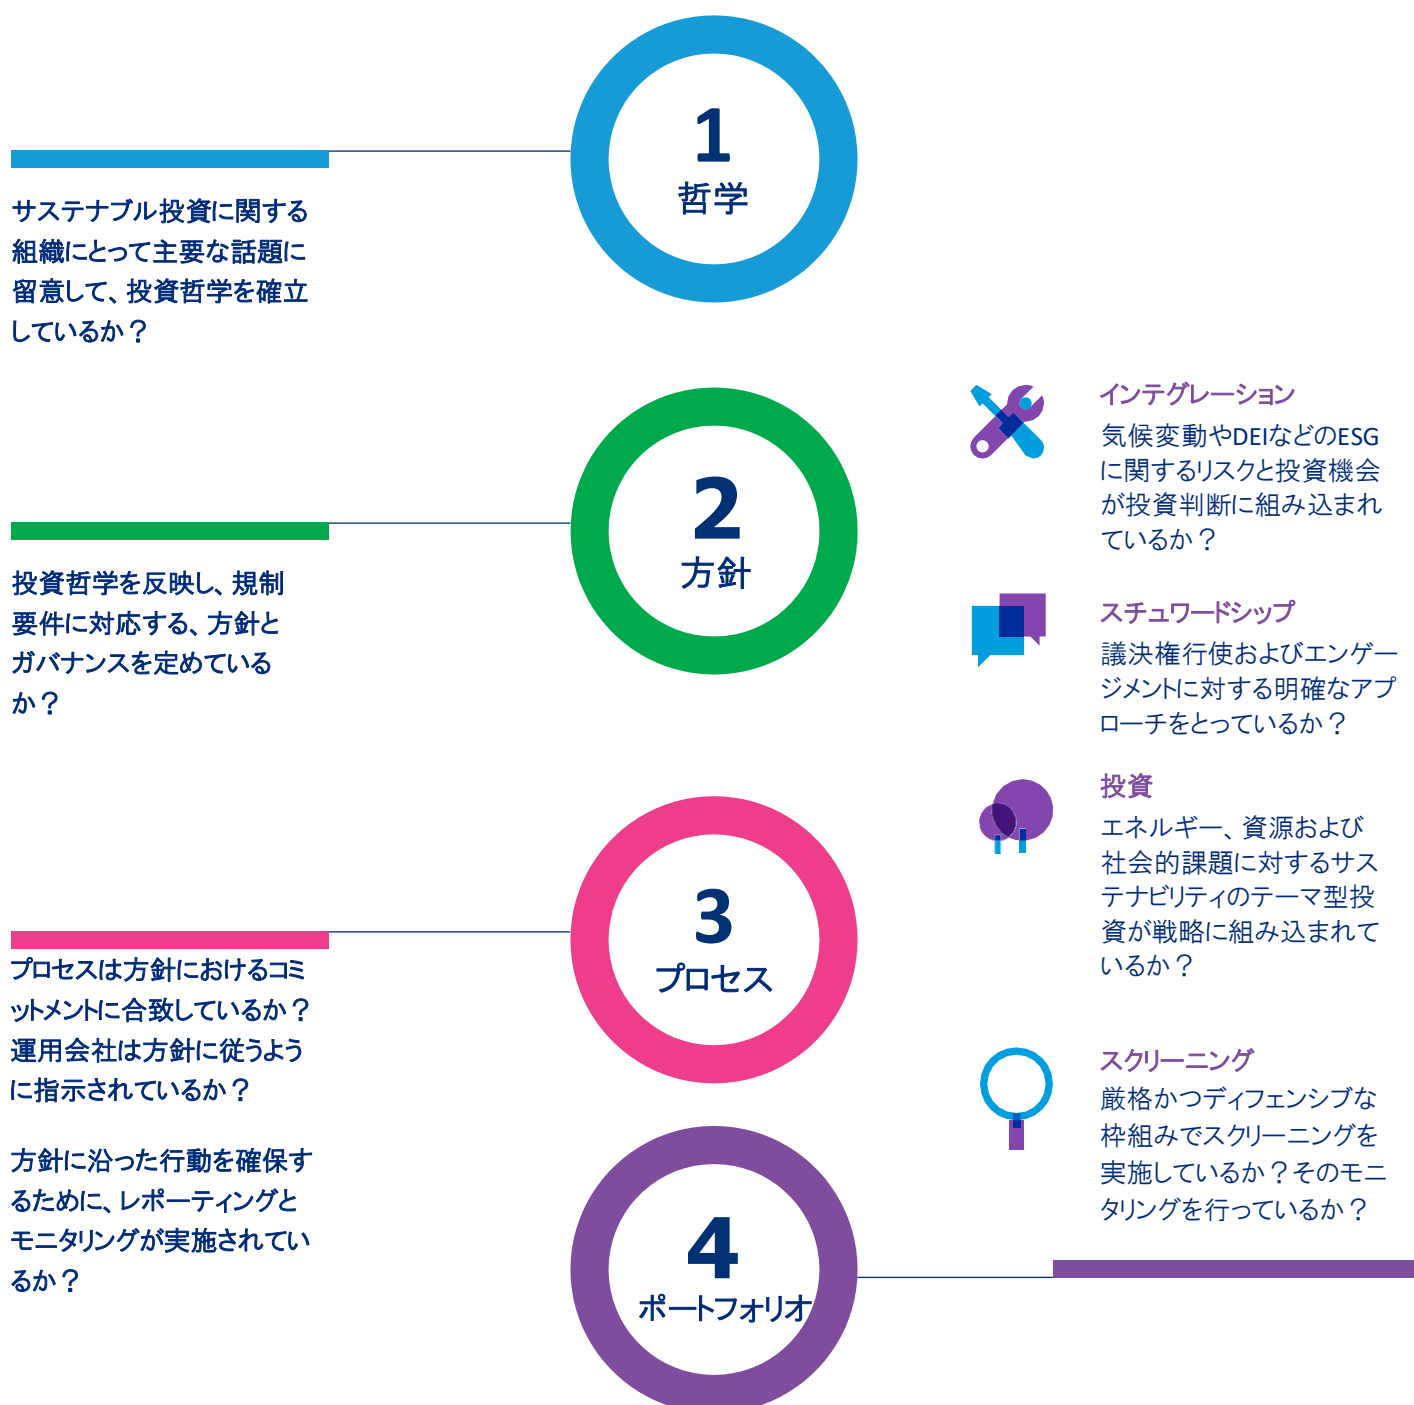 1
哲学
サステナブル投資に関する
組織にとって主要な話題に
留意して、投資哲学を確立
しているか？
2
方針
投資哲学を反映し、規制
要件に対応する、方針と
ガバナンスを定めている
か？
3
プロセス
プロセスは方針におけるコミ
ットメントに合致しているか？
運用会社は方針に従うよう
に指示されているか？
方針に沿った行動を確保す
るために、レポーティングと
モニタリングが実施されてい
るか？
4
ポートフォリオ
インテグレーション
気候変動やDEIなどのESG
に関するリスクと投資機会
が投資判断に組み込まれ
ているか？
スチュワードシップ
議決権行使およびエンゲー
ジメントに対する明確なアプ
ローチをとっているか？
投資
エネルギー、資源および
社会的課題に対するサス
テナビリティのテーマ型投
資が戦略に組み込まれて
いるか？
スクリーニング
厳格かつディフェンシブな
枠組みでスクリーニングを
実施しているか？そのモニ
タリングを行っているか？